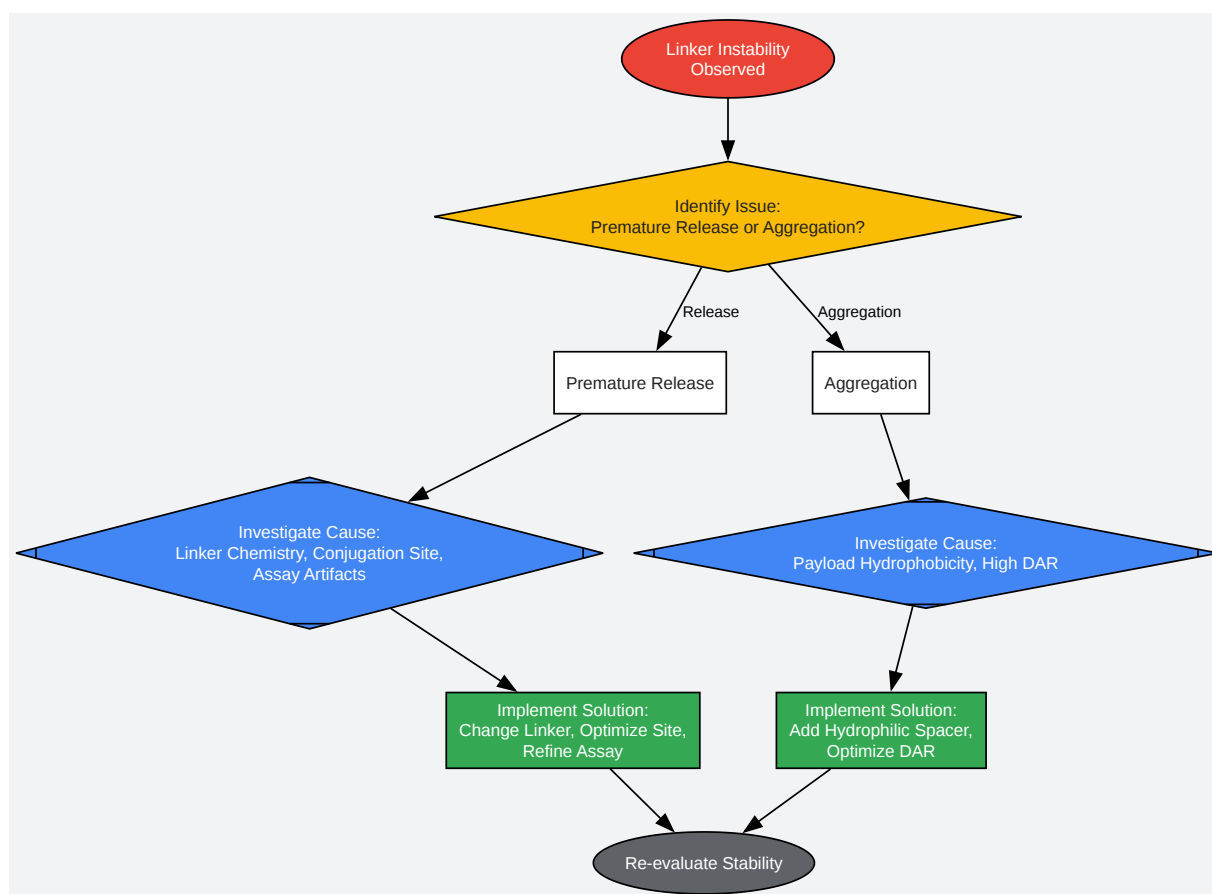 Linker Instability
Observed
Identify Issue:
Premature Release or Aggregation?
Release
Aggregation
Premature Release
Aggregation
Investigate Cause:
Linker Chemistry, Conjugation Site,
Assay Artifacts
Investigate Cause:
Payload Hydrophobicity, High DAR
Implement Solution:
Change Linker, Optimize Site,
Refine Assay
Implement Solution:
Add Hydrophilic Spacer,
Optimize DAR
Re-evaluate Stability